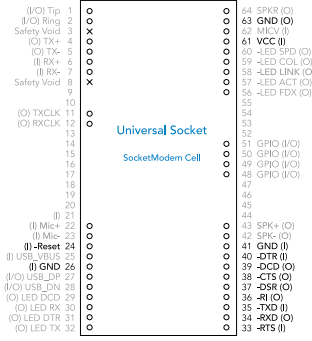 (I/O) Tip 1
(I/O) Ring 2
Safety Void 3
(O) TX+ 4
(O) TX- 5
(I) RX+ 6
(I) RX- 7
Safety Void 8
9
10
(O) TXCLK 11
(O) RXCLK 12
13
14
15
16
17
18
19
20
(I) 21
(I) Mic+ 22
(I) Mic- 23
(I) -Reset 24
(I) USB_VBUS 25
(I) GND 26
(I/O) USB_DP 27
(I/O) USB_DN 28
(O) LED DCD 29
(O) LED RX 30
(O) LED DTR 31
(O) LED TX 32
Universal Socket
SocketModem Cell
64 SPKR (O)
63 GND (O)
62 MICV (I)
61 VCC (I)
60 -LED SPD (O)
59 -LED COL (O)
58 -LED LINK (O
57 -LED ACT (O)
56 -LED FDX (O)
55
54
53
52
51 GPIO (I/O)
50 GPIO (I/O)
49 GPIO (I/O)
48 GPIO (I/O)
47
46
45
44
43 SPK+ (O)
42 SPK- (O)
41 GND (I)
40 -DTR (I)
39 -DCD (O)
38 -CTS (O)
37 -DSR (O)
36 -RI (O)
35 -TXD (I)
34 -RXD (O)
33 -RTS (I)